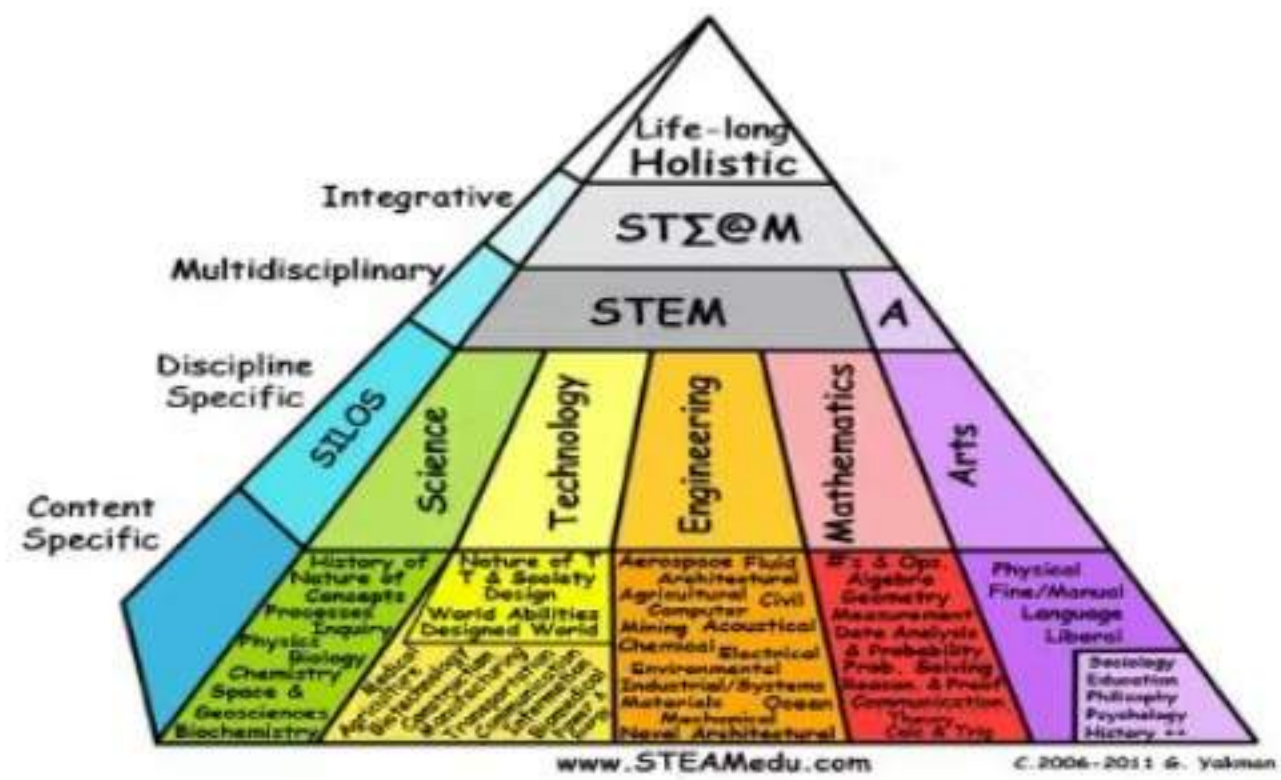 Life-long
Holistic
Integrative
ST∑@M
Multidisciplinary
STEM
A
Discipline
Specific
SILOS
Science
Technology
Engineering
Mathematics
Arts
Content
Specific
History of
Nature of
Concepts
Processes
Inquiry
Physics
Biology
Chemistry
Space &
Geosciences
Biochemistry
Nature of T
T & Society
Design
World Abilities
Designed World
Aerospace Fluid
Architectural
Agricultural Civil
Computer
Mining Acoustical
Chemical Electrical
Environmental
Industrial/Systems
Materials Ocean
Mechanical
Naval Architectural
#'s & Ops.
Algebra
Geometry
Measurement
Data Analysis
& Probability
Prob. Solving
Reason. & Proof
Communication
Theory
Calc & Trig
Physical
Fine/Manual
Language
Liberal
Sociology
Education
Philosophy
Psychology
History ++
www.STEAMedu.com
C.2006-2011 G. Yakman